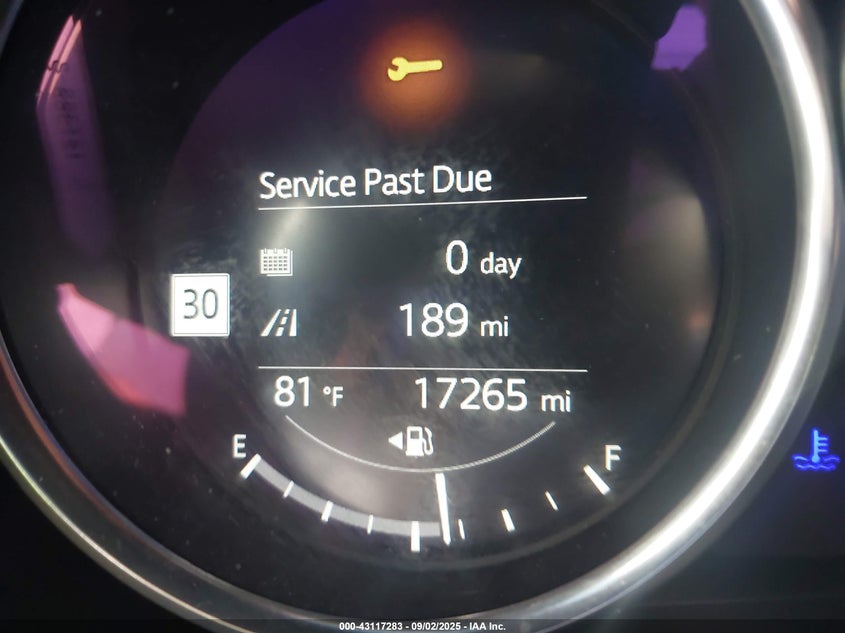 Service Past Due
0 day
30
189 mi
81 °F 17265 mi
E F
000-43117283 - 09/02/2025 - IAA Inc.